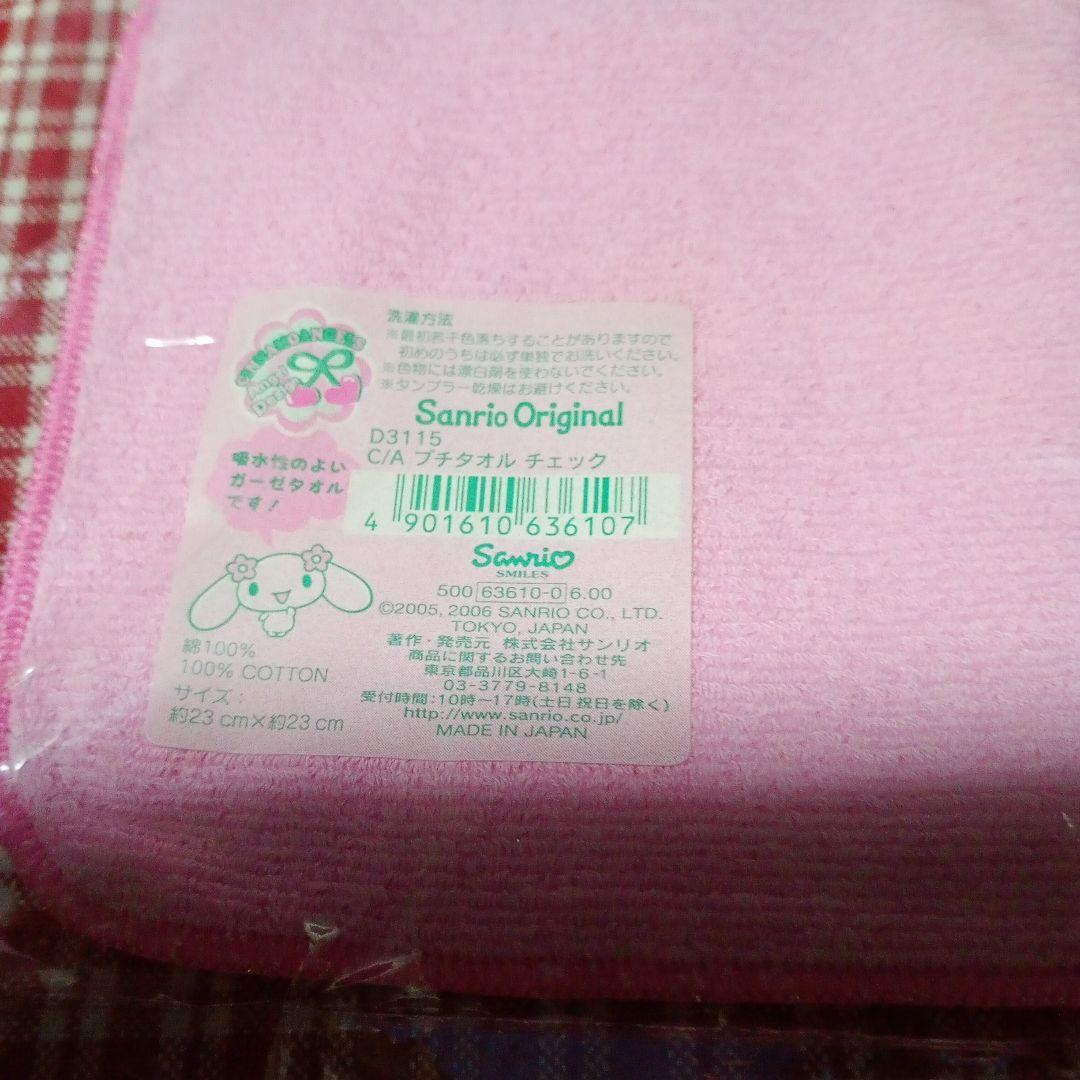 CHARMOANGELS
Angel
Dear
洗濯方法
※最初若干色落ちすることがありますので
初めのうちは必ず単独でお洗いください。
※色物には漂白剤を使わないでください。
※タンブラー乾燥はお避けください。
Sanrio Original
D3115
C/A プチタオル チェック
吸水性のよい
ガーゼタオル
です!
4 901610 636107
Sanrio
SMILES
500 63610-0 6.00
©2005, 2006 SANRIO CO., LTD.
TOKYO, JAPAN
著作・発売元 株式会社サンリオ
商品に関するお問い合わせ先
東京都品川区大崎1-6-1
03-3779-8148
受付時間:10時~17時(土日祝日を除く)
http://www.sanrio.co.jp/
MADE IN JAPAN
綿100%
100% COTTON
サイズ:
約23cm×約23cm